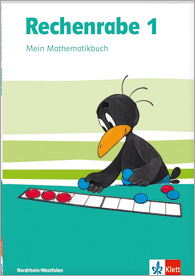 Rechenrabe 1
Mein Mathematikbuch
Nordrhein-Westfalen
Klett